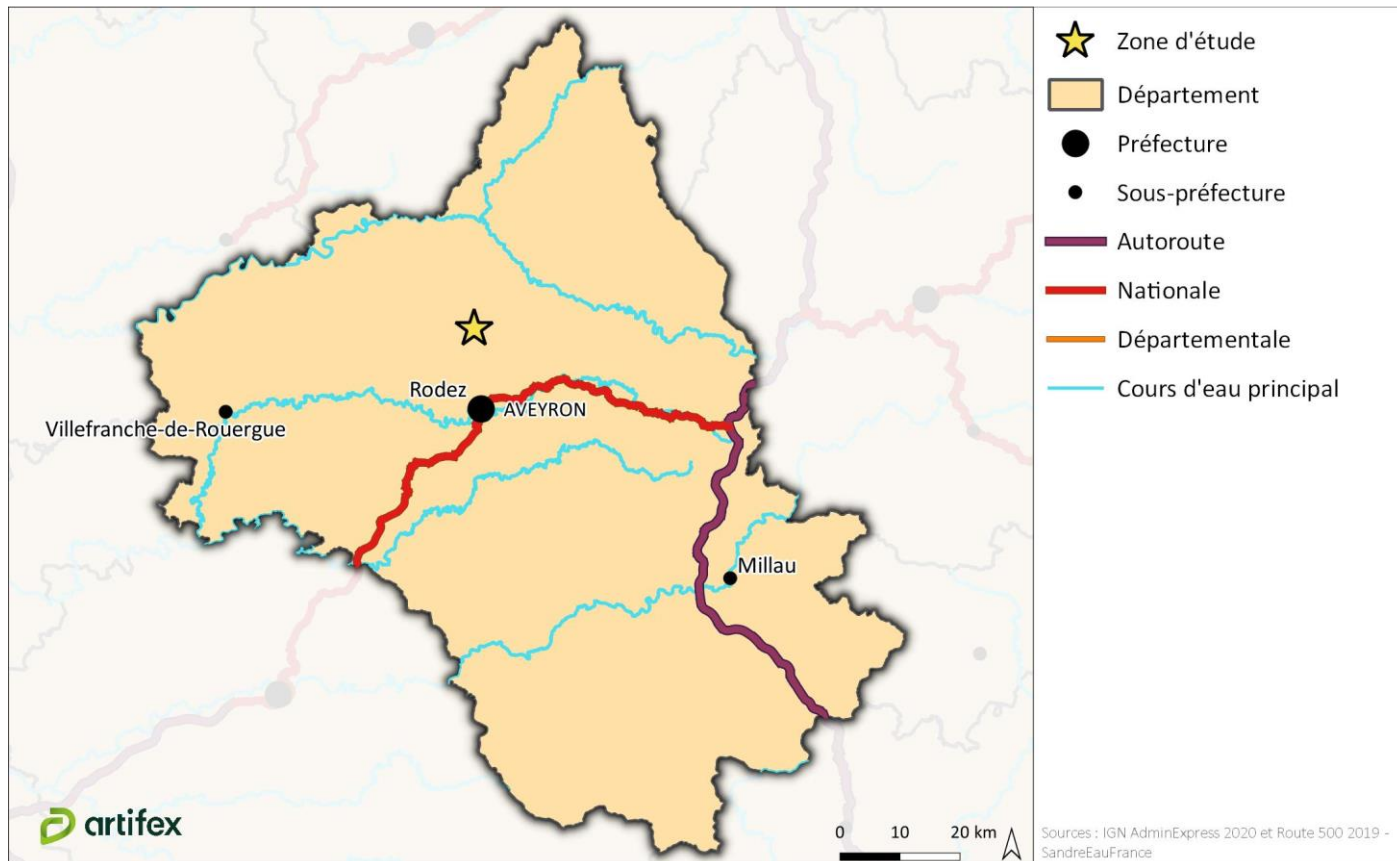 Rodez
AVEYRON
Villefranche-de-Rouergue
Millau
artifex
0 10 20 km
Zone d'étude
Département
Préfecture
Sous-préfecture
Autoroute
Nationale
Départementale
Cours d'eau principal
Sources : IGN AdminExpress 2020 et Route 500 2019 -
SandreEauFrance